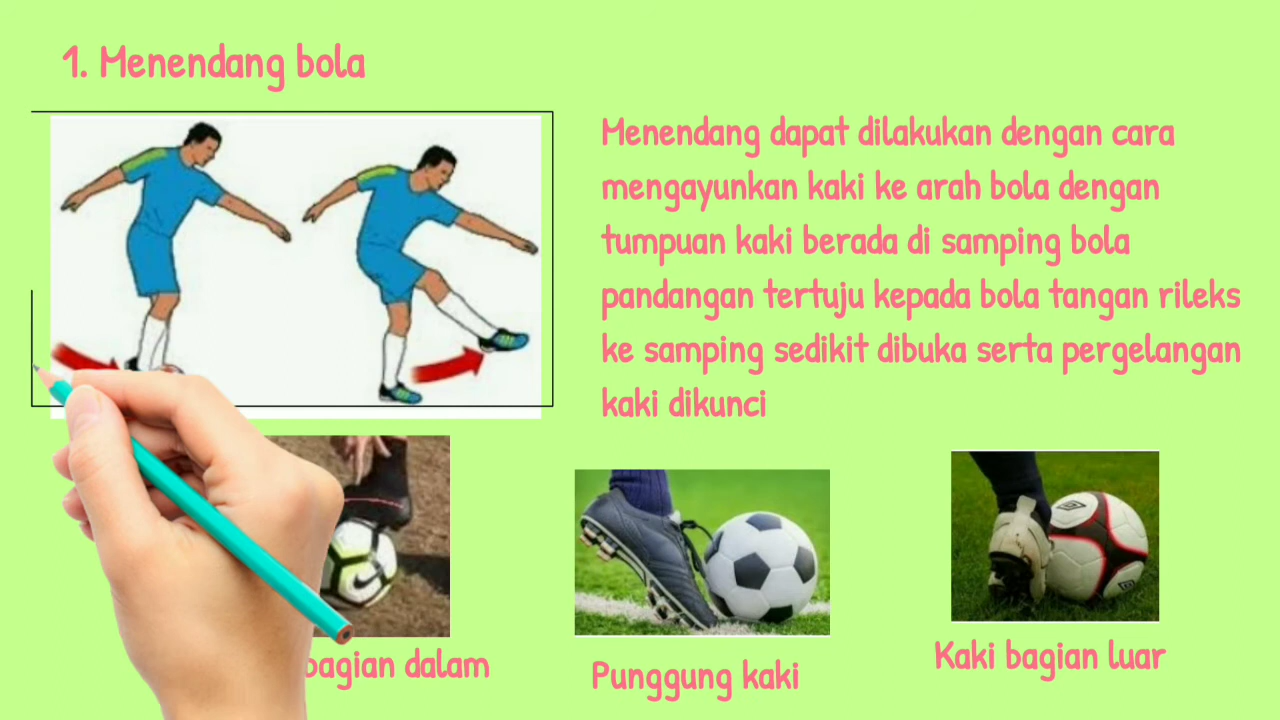 1. Menendang bola
Menendang dapat dilakukan dengan cara
mengayunkan kaki ke arah bola dengan
tumpuan kaki berada di samping bola
pandangan tertuju kepada bola tangan rileks
ke samping sedikit dibuka serta pergelangan
kaki dikunci
bagian dalam
Punggung kaki
Kaki bagian luar